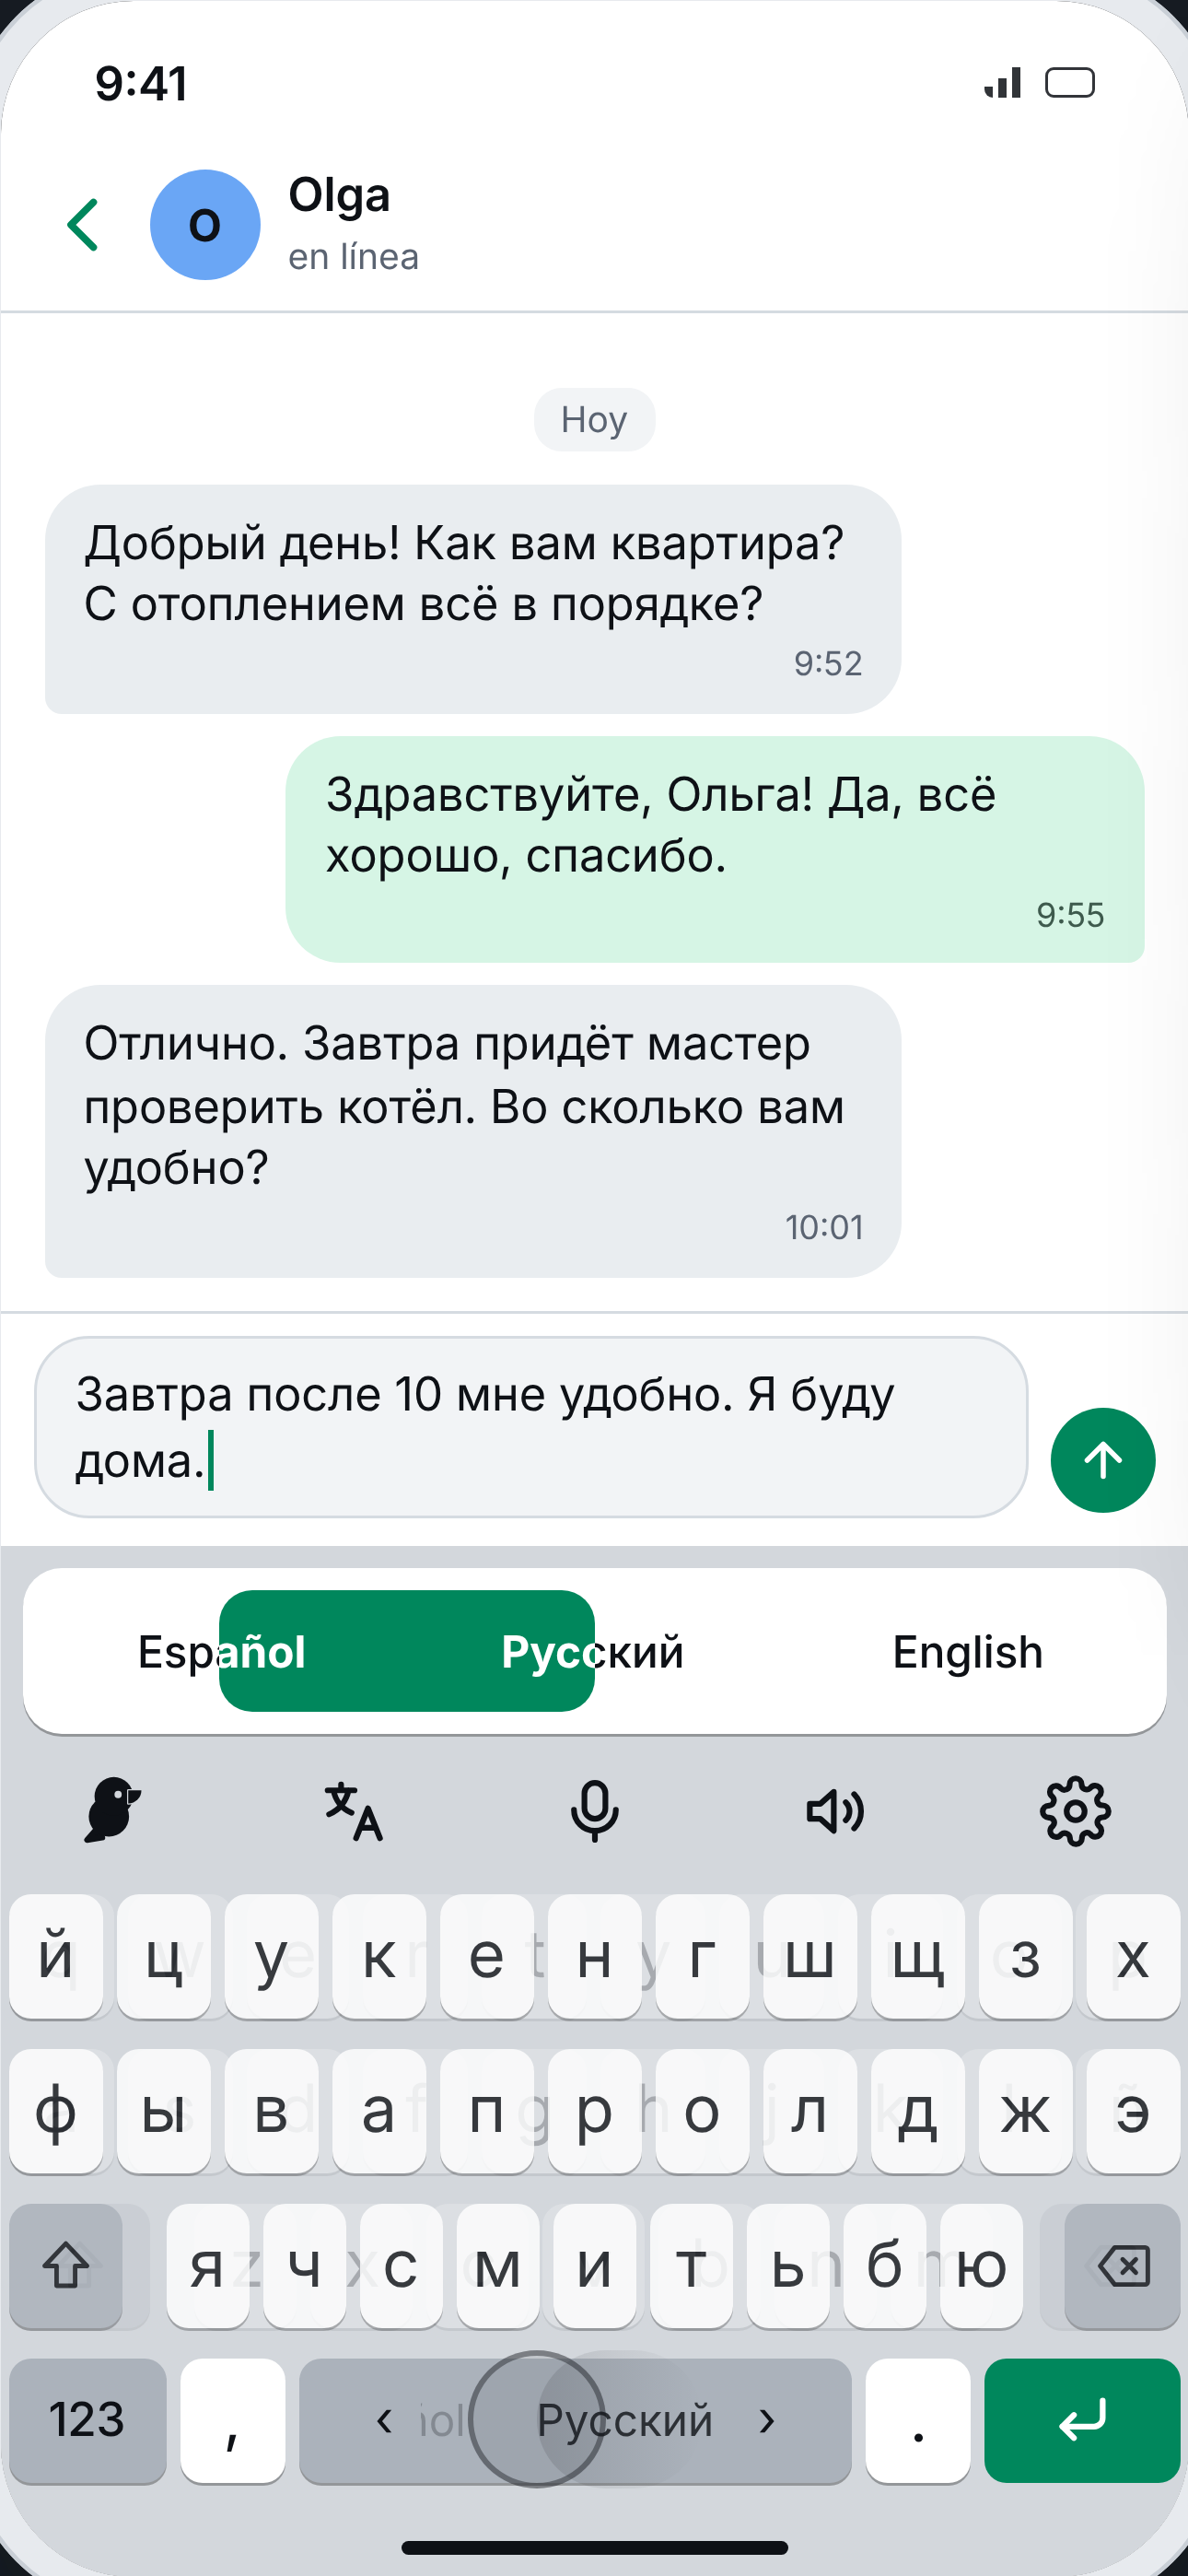 9:41
O
Olga
en línea
Hoy
Добрый день! Как вам квартира?
С отоплением всё в порядке?
9:52
Здравствуйте, Ольга! Да, всё
хорошо, спасибо.
9:55
Отлично. Завтра придёт мастер
проверить котёл. Во сколько вам
удобно?
10:01
Завтра после 10 мне удобно. Я буду
дома.
Español Русский English
й ц у к е н г ш щ з х
ф ы в а п р о л д ж э
я ч с м и т ь б ю
123 , ‹ Русский › .